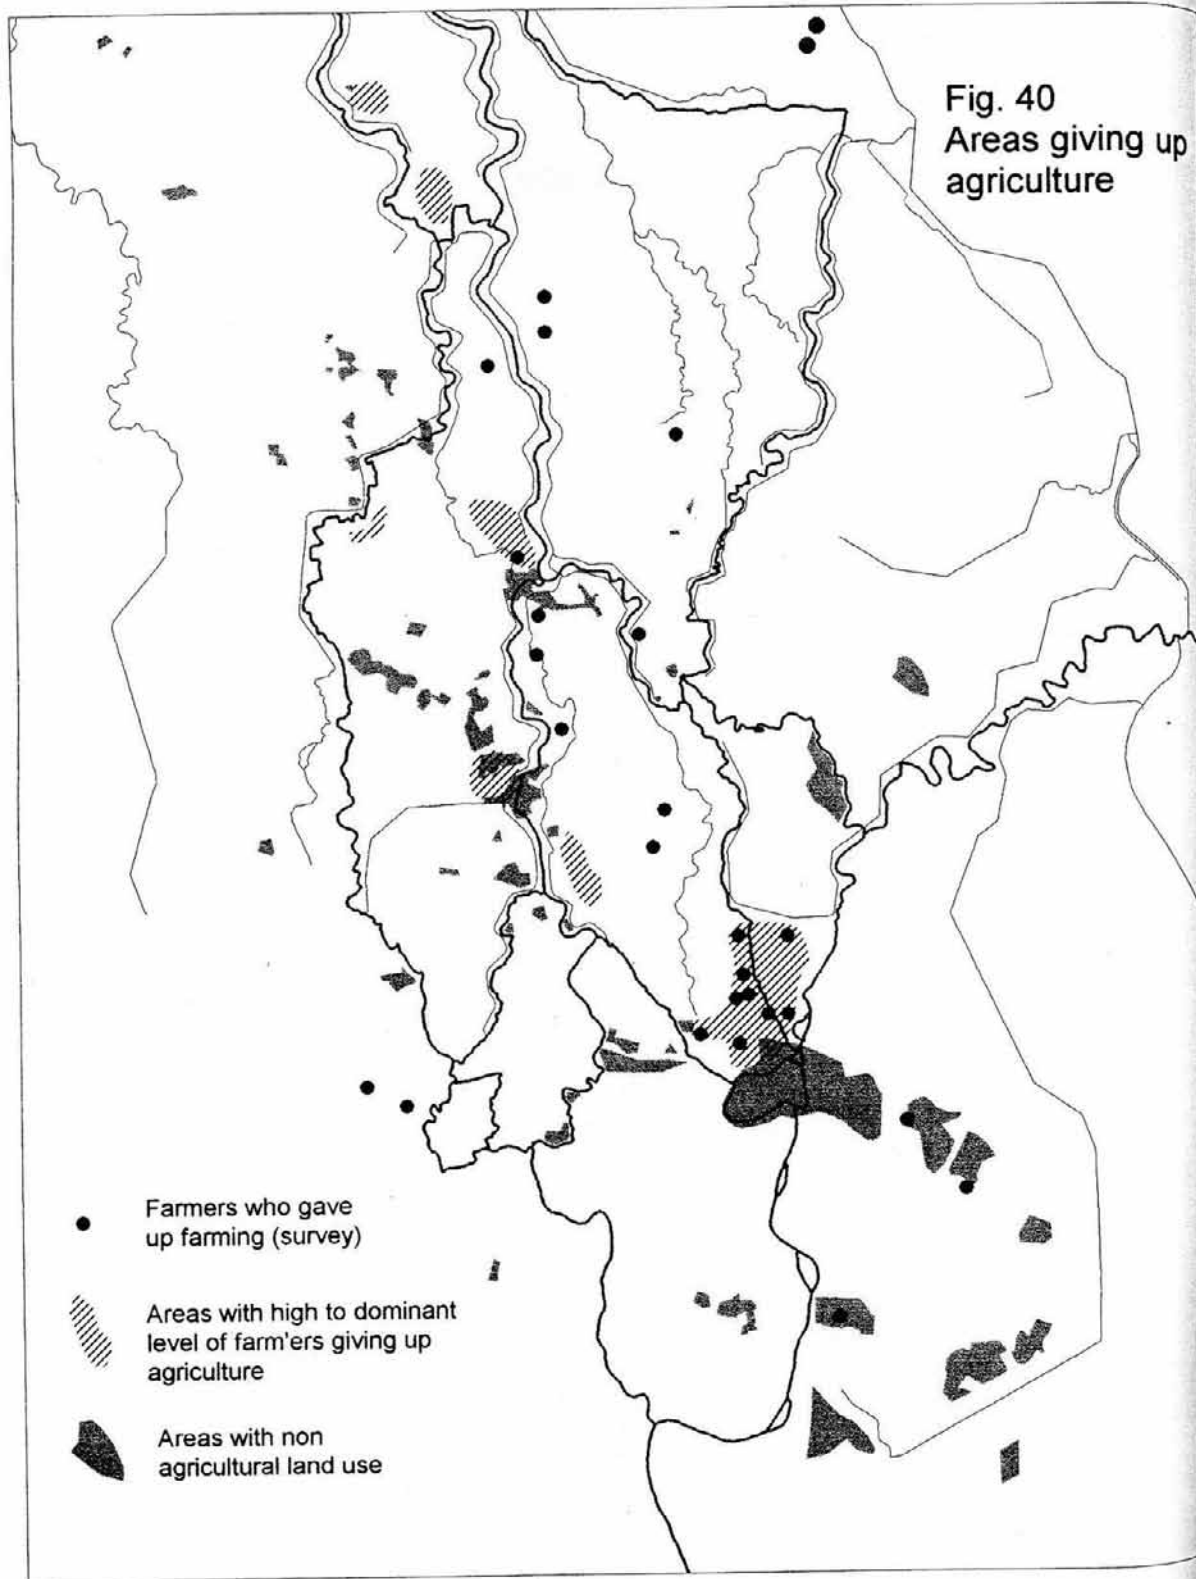 Fig. 40
Areas giving up
agriculture
Farmers who gave
up farming (survey)
Areas with high to dominant
level of farm'ers giving up
agriculture
Areas with non
agricultural land use